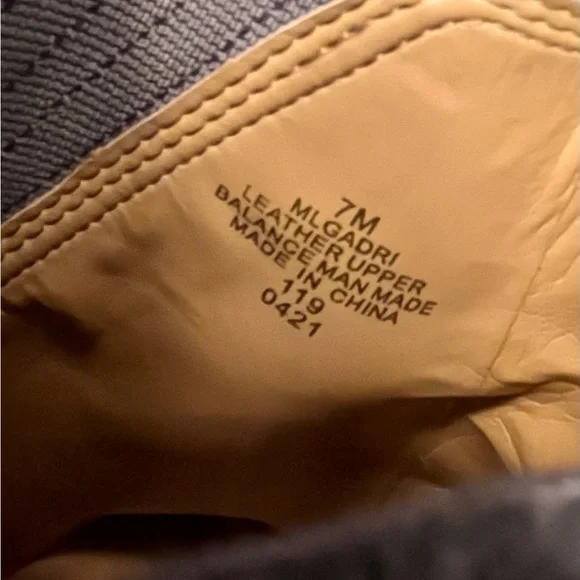 7M
MLGADRI
LEATHER UPPER
BALANCE MAN MADE
MADE IN CHINA
119
0421